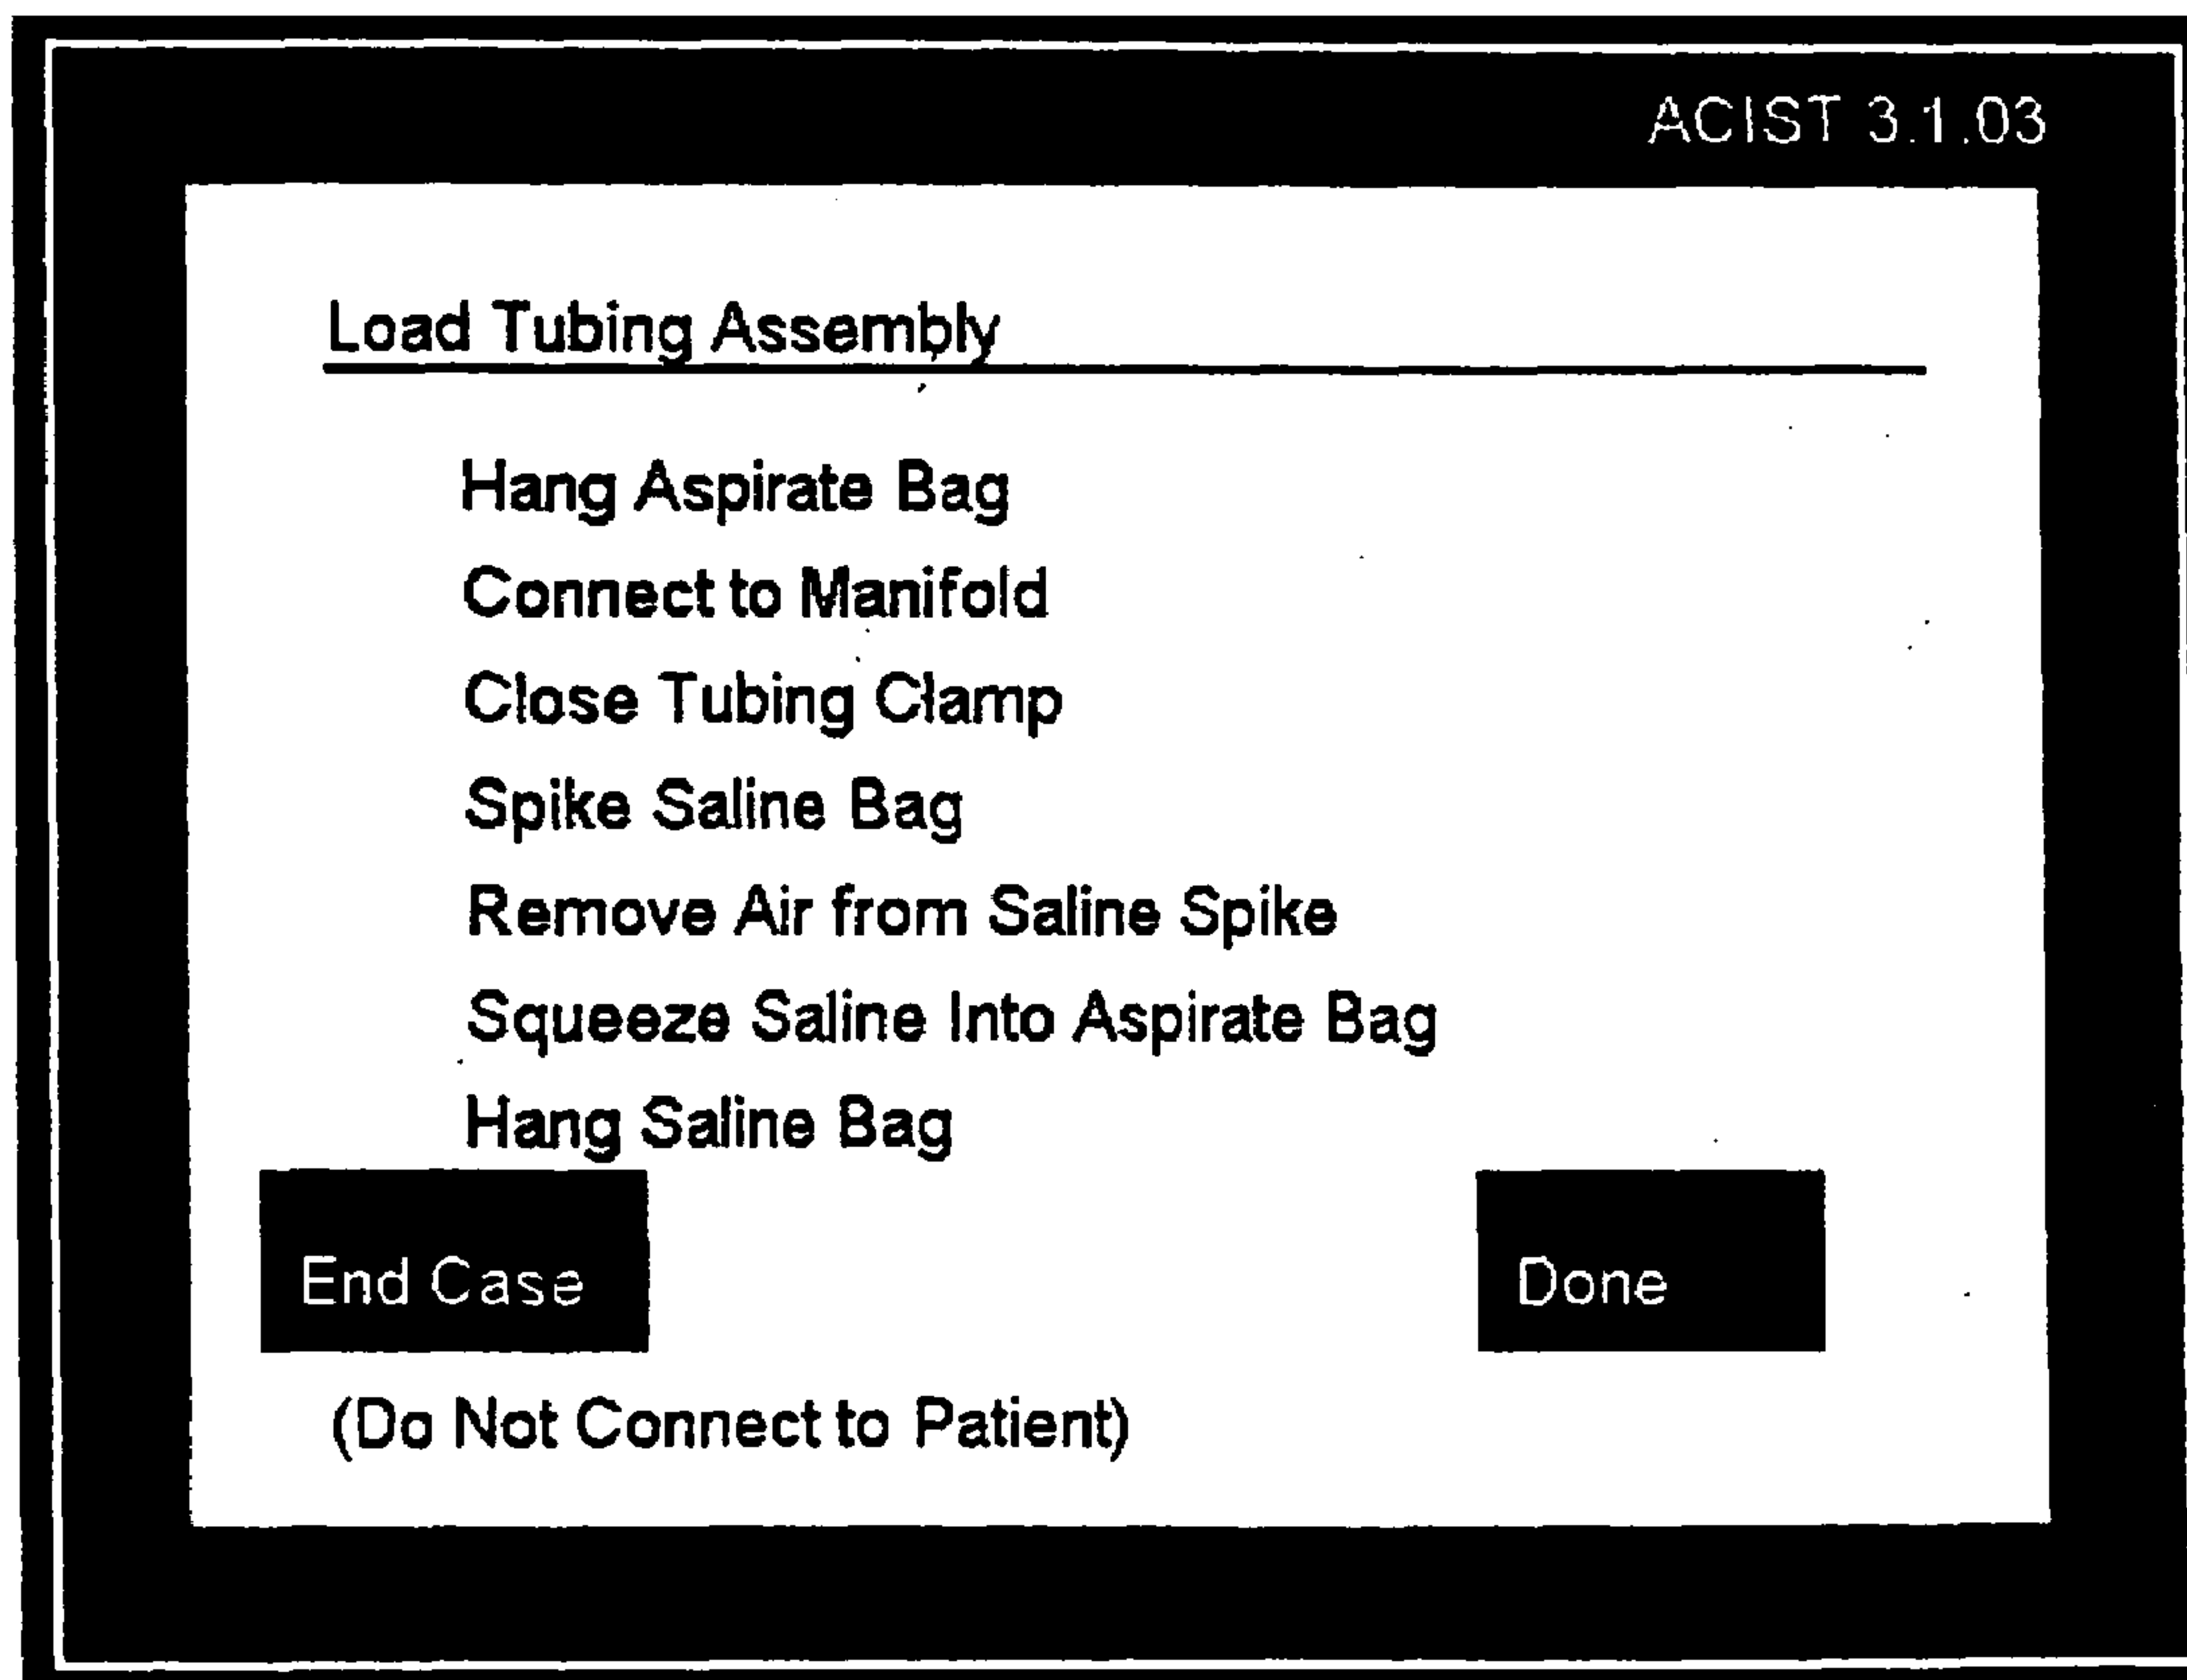 ACIST 3.1.03
Load Tubing Assembly
Hang Aspirate Bag
Connect to Manifold
Close Tubing Clamp
Spike Saline Bag
Remove Air from Saline Spike
Squeeze Saline Into Aspirate Bag
Hang Saline Bag
End Case Done
(Do Not Connect to Patient)